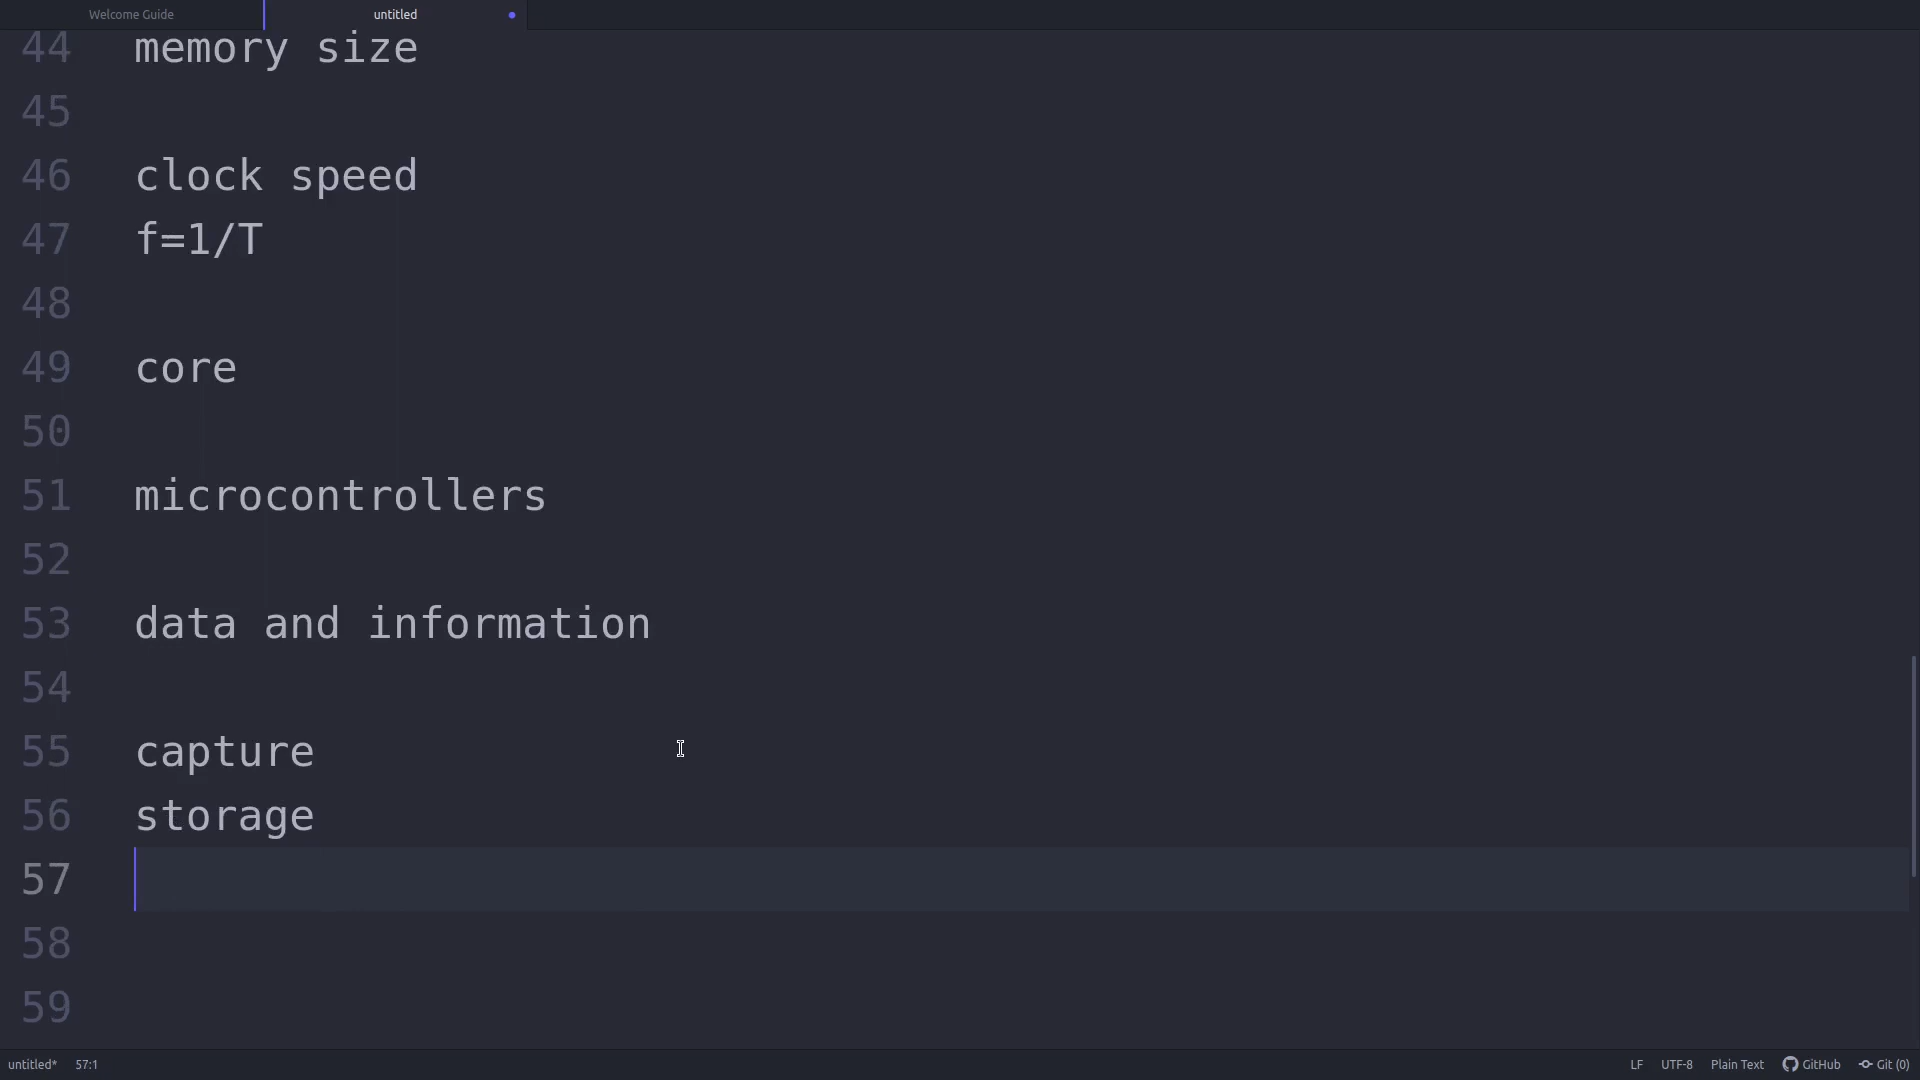 Welcome Guide
untitled
44 memory size
45
46 clock speed
47 f=1/T
48
49 core
50
51 microcontrollers
52
53 data and information
54
55 capture
56 storage
57
58
59
untitled* 57:1 LF UTF-8 Plain Text GitHub Git (0)